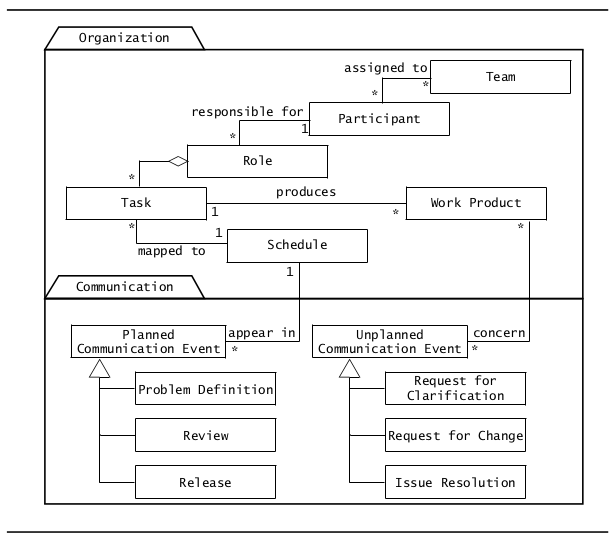 Organization
assigned to
Team
*
*
responsible for
Participant
1
*
Role
*
produces
Task
1
*
Work Product
*
1
*
Schedule
mapped to
1
Communication
Planned
Communication Event
appear in
*
Unplanned
Communication Event
concern
*
Problem Definition
Request for
Clarification
Review
Request for Change
Release
Issue Resolution